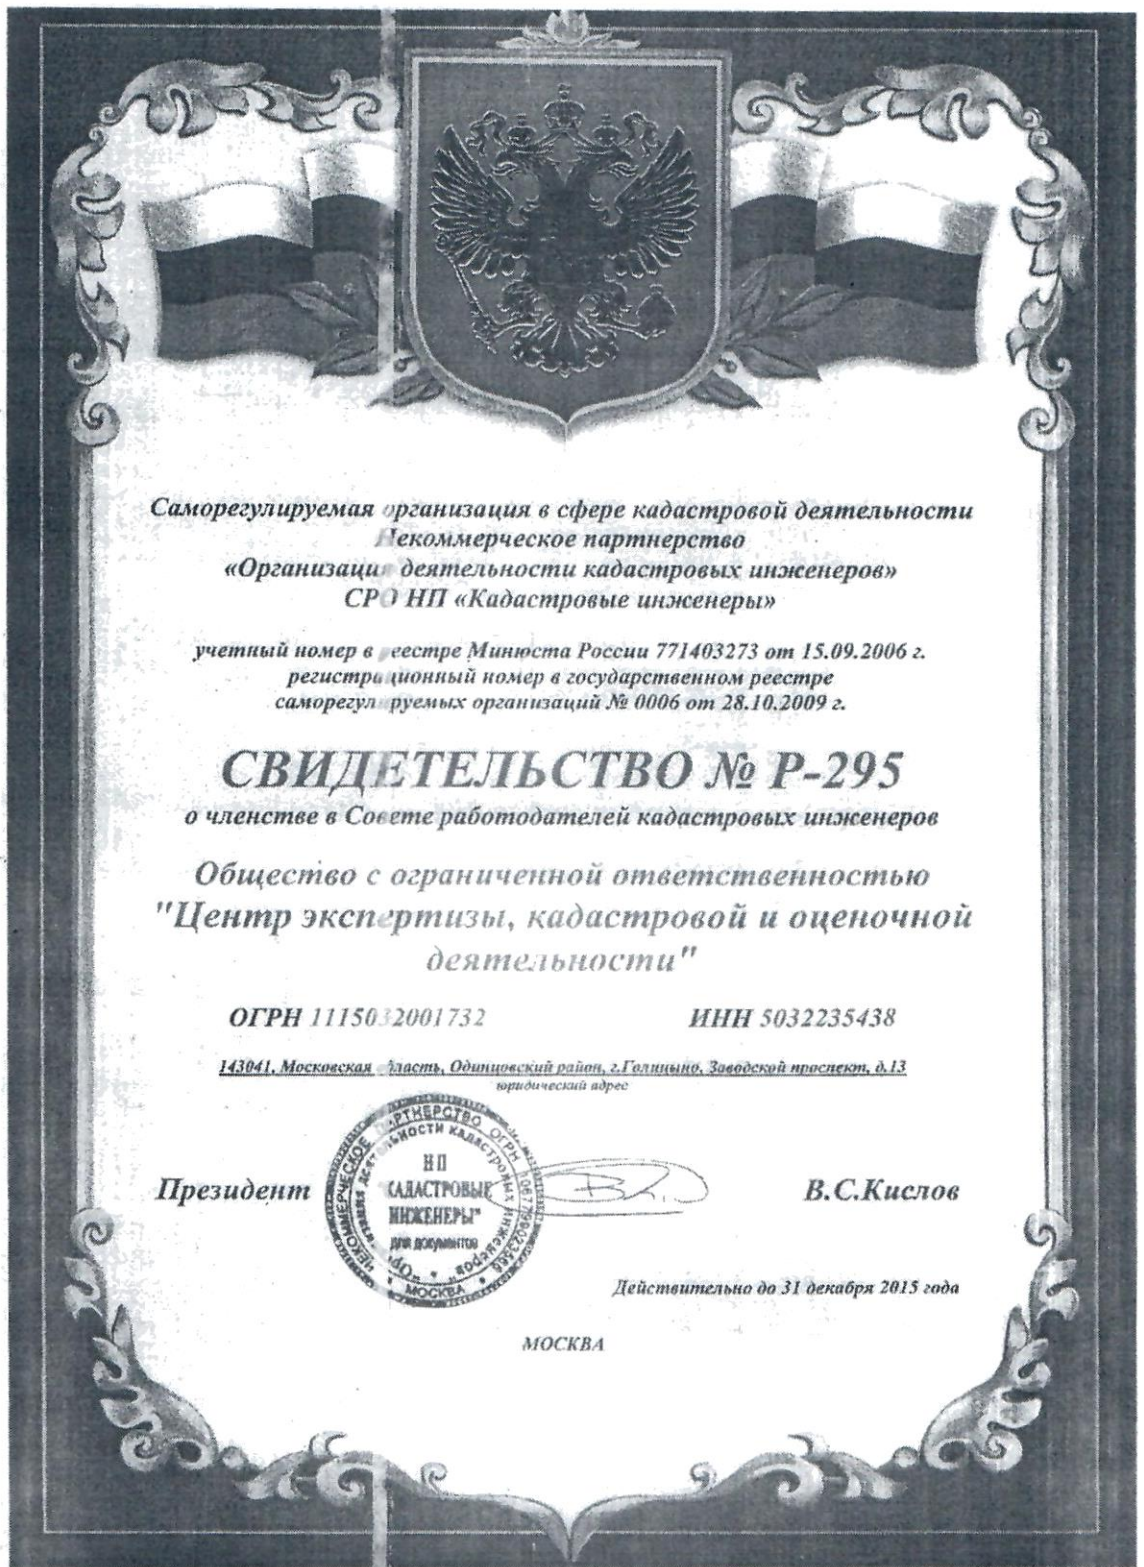 Саморегулируемая организация в сфере кадастровой деятельности
Некоммерческое партнерство
«Организация деятельности кадастровых инженеров»
СРО НП «Кадастровые инженеры»
учетный номер в реестре Минюста России 771403273 от 15.09.2006 г.
регистрационный номер в государственном реестре
саморегулируемых организаций № 0006 от 28.10.2009 г.
СВИДЕТЕЛЬСТВО № Р-295
о членстве в Совете работодателей кадастровых инженеров
Общество с ограниченной ответственностью
"Центр экспертизы, кадастровой и оценочной
деятельности"
ОГРН 1115032001732 ИНН 5032235438
143041, Московская область, Одинцовский район, г.Голицыно, Заводской проспект, д.13
юридический адрес
Президент
НЕКОММЕРЧЕСКОЕ ПАРТНЕРСТВО ОГРН
МОСКВА
НП
"КАДАСТРОВЫЕ
ИНЖЕНЕРЫ"
для документов
В.С.Кислов
Действительно до 31 декабря 2015 года
МОСКВА